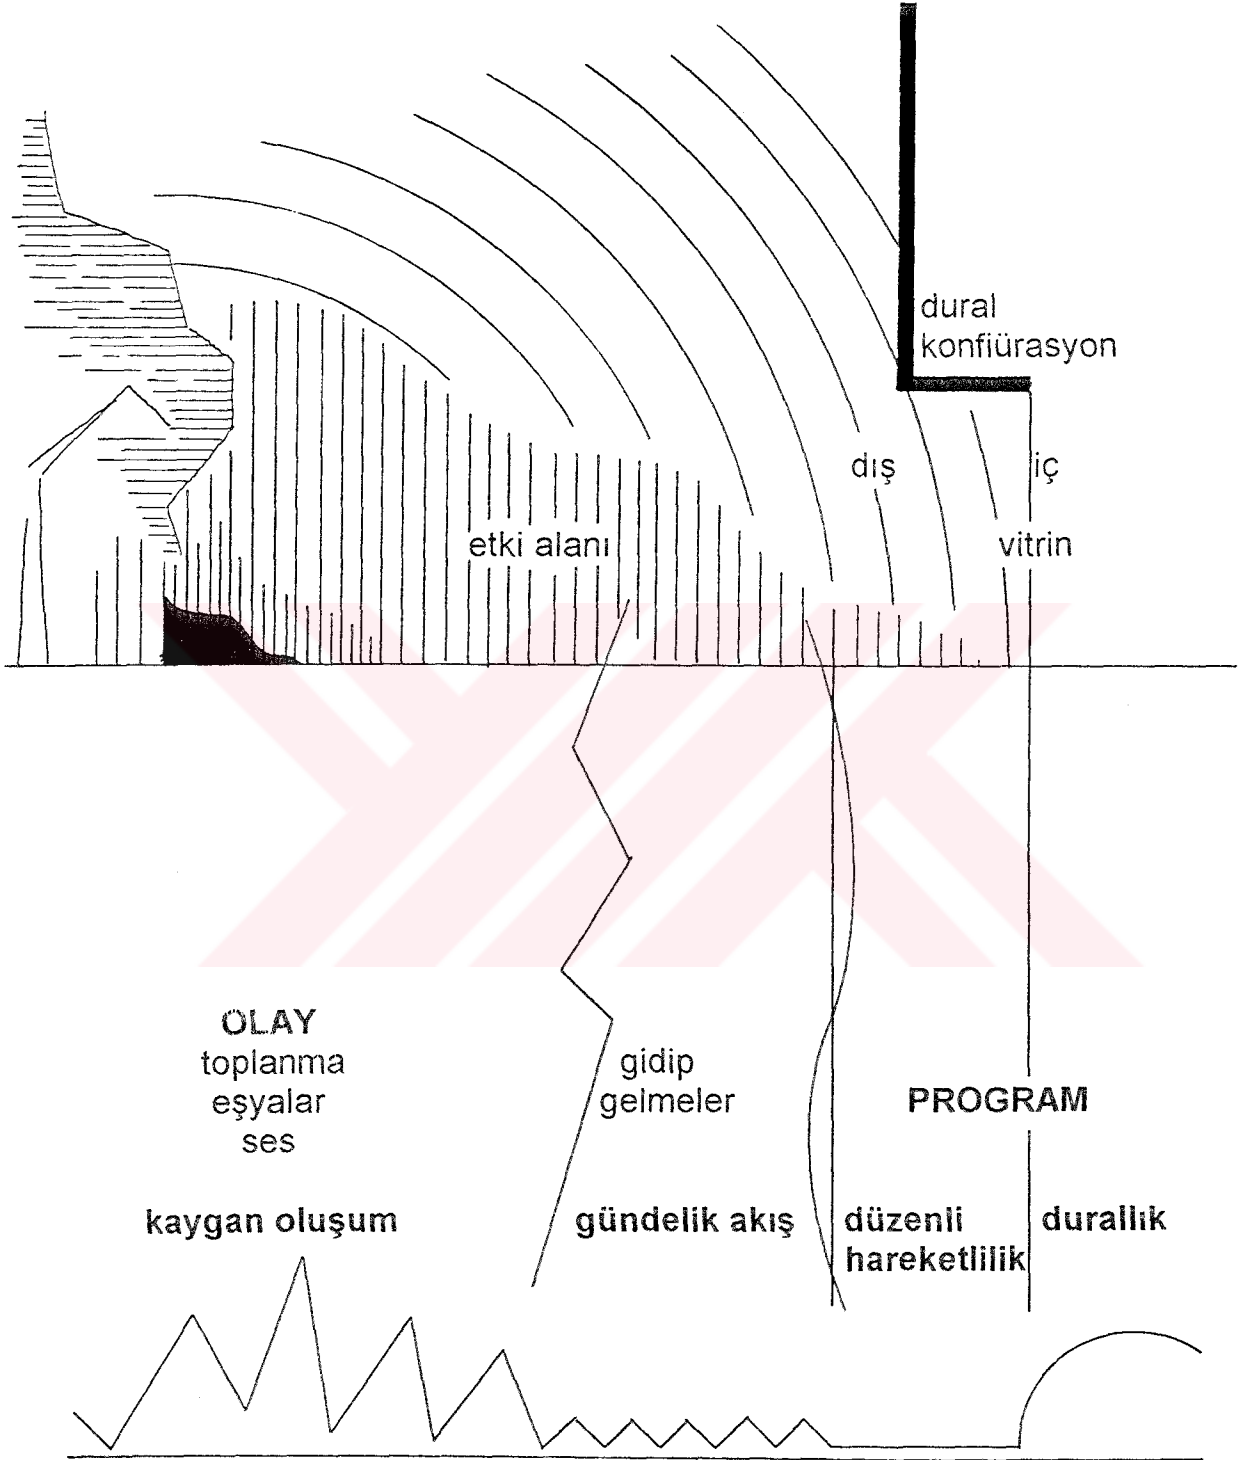 dural
konfiürasyon
dış
iç
etki alanı
vitrin
OLAY
toplanma
eşyalar
ses
gidip
gelmeler
PROGRAM
kaygan oluşum
gündelik akış
düzenli
hareketlilik
durallık